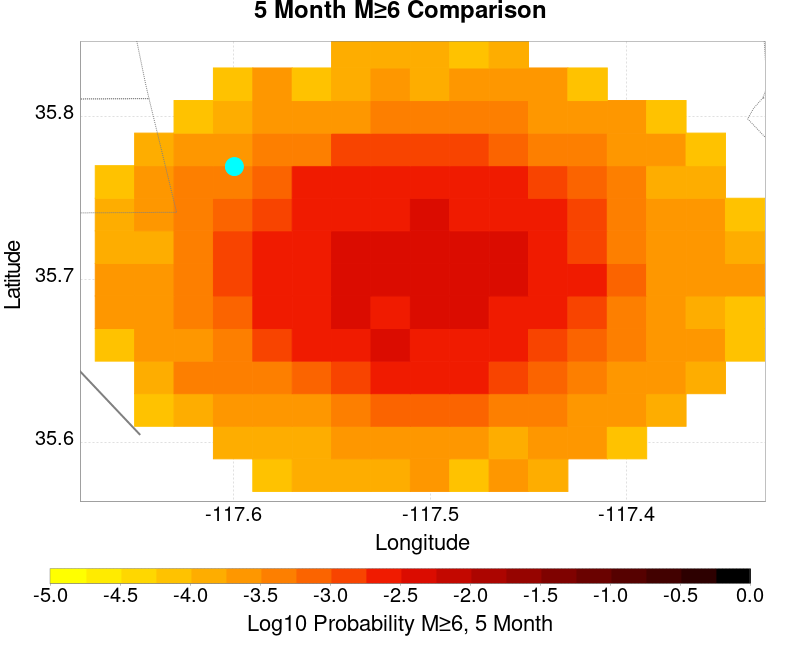 5 Month M≥6 Comparison
35.8
35.7
35.6
Latitude
-117.6 -117.5 -117.4
Longitude
-5.0 -4.5 -4.0 -3.5 -3.0 -2.5 -2.0 -1.5 -1.0 -0.5 0.0
Log10 Probability M≥6, 5 Month